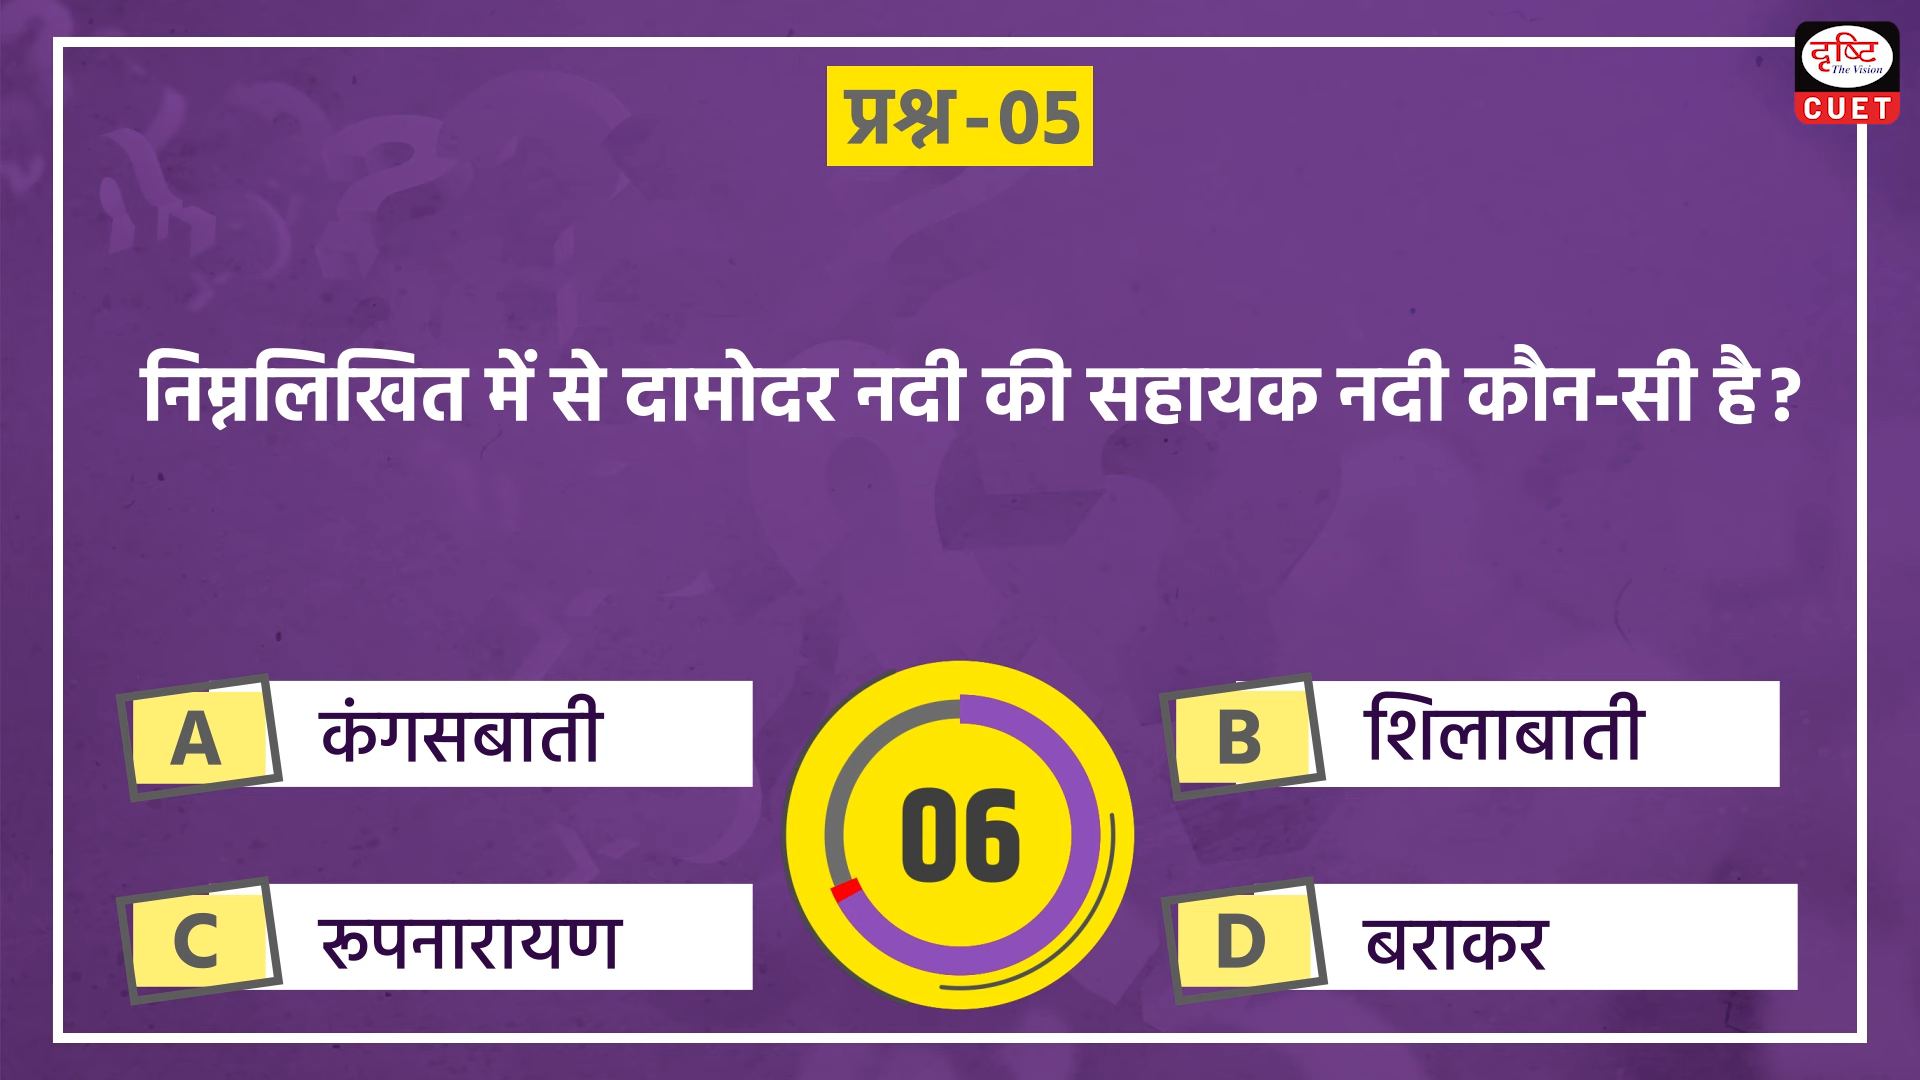 दृष्टि
The Vision
CUET
प्रश्न-05
निम्नलिखित में से दामोदर नदी की सहायक नदी कौन-सी है?
A कंगसबाती
B शिलाबाती
06
C रूपनारायण
D बराकर